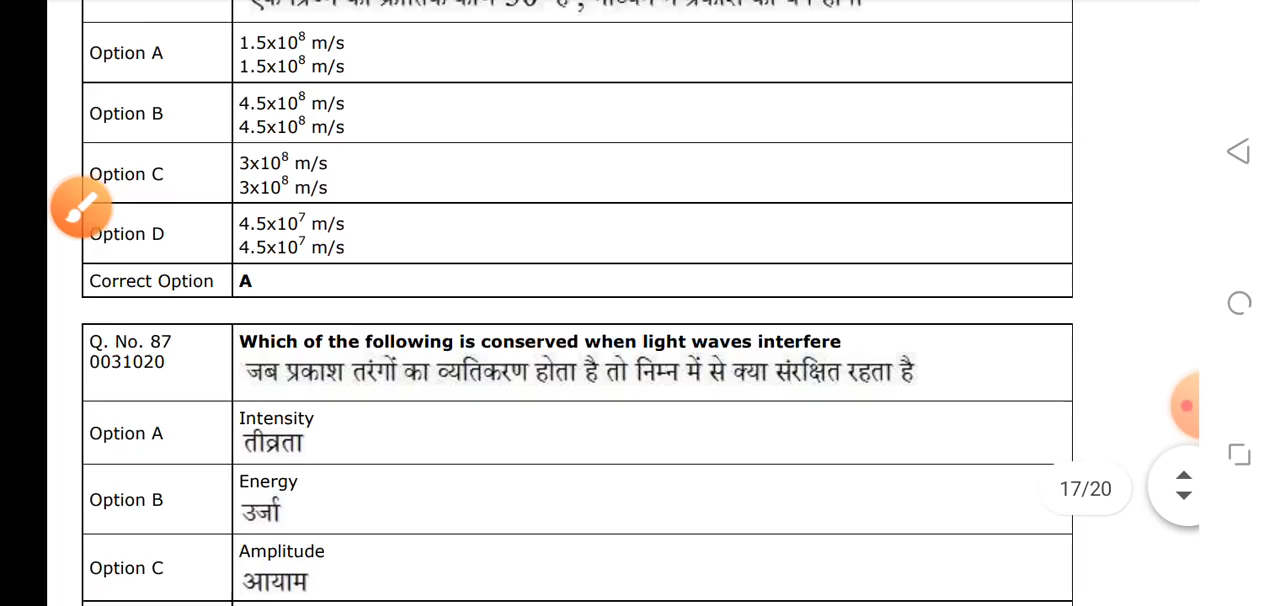 Option A
1.5x10⁸ m/s
1.5x10⁸ m/s
Option B
4.5x10⁸ m/s
4.5x10⁸ m/s
Option C
3x10⁸ m/s
3x10⁸ m/s
Option D
4.5x10⁷ m/s
4.5x10⁷ m/s
Correct Option
A
Q. No. 87
0031020
Which of the following is conserved when light waves interfere
जब प्रकाश तरंगों का व्यतिकरण होता है तो निम्न में से क्या संरक्षित रहता है
Option A
Intensity
तीव्रता
Option B
Energy
उर्जा
17/20
Option C
Amplitude
आयाम